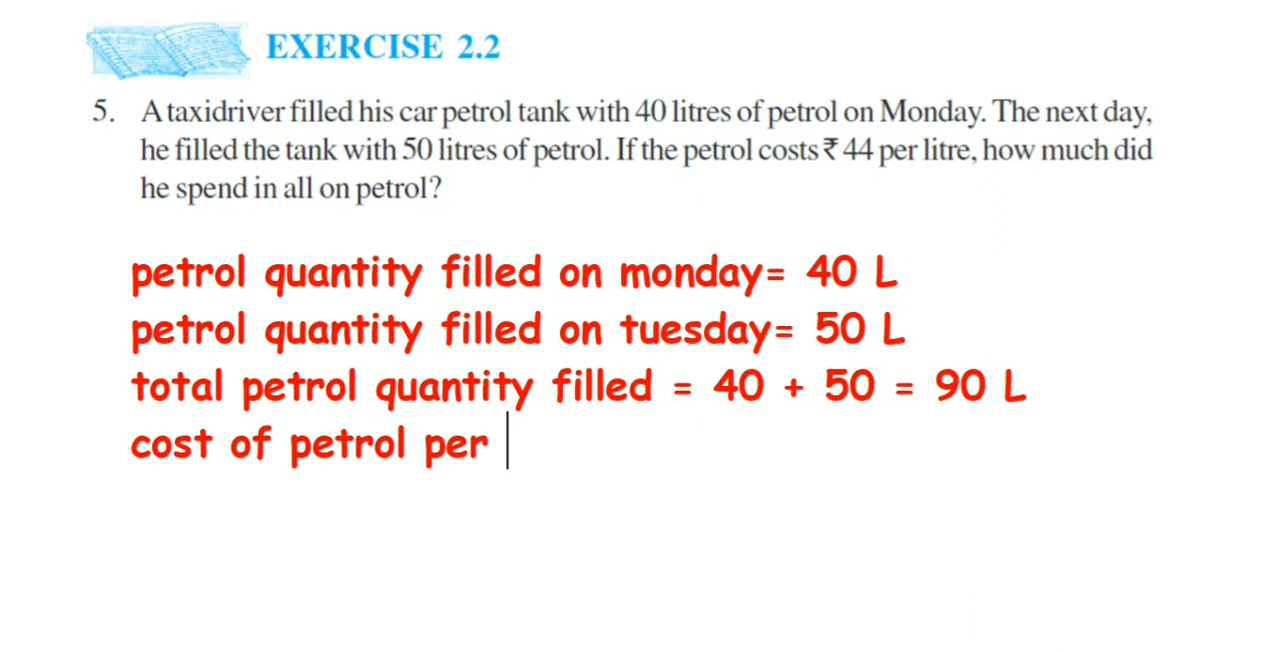 EXERCISE 2.2
5. A taxidriver filled his car petrol tank with 40 litres of petrol on Monday. The next day,
he filled the tank with 50 litres of petrol. If the petrol costs ₹ 44 per litre, how much did
he spend in all on petrol?
petrol quantity filled on monday= 40 L
petrol quantity filled on tuesday= 50 L
total petrol quantity filled = 40 + 50 = 90 L
cost of petrol per